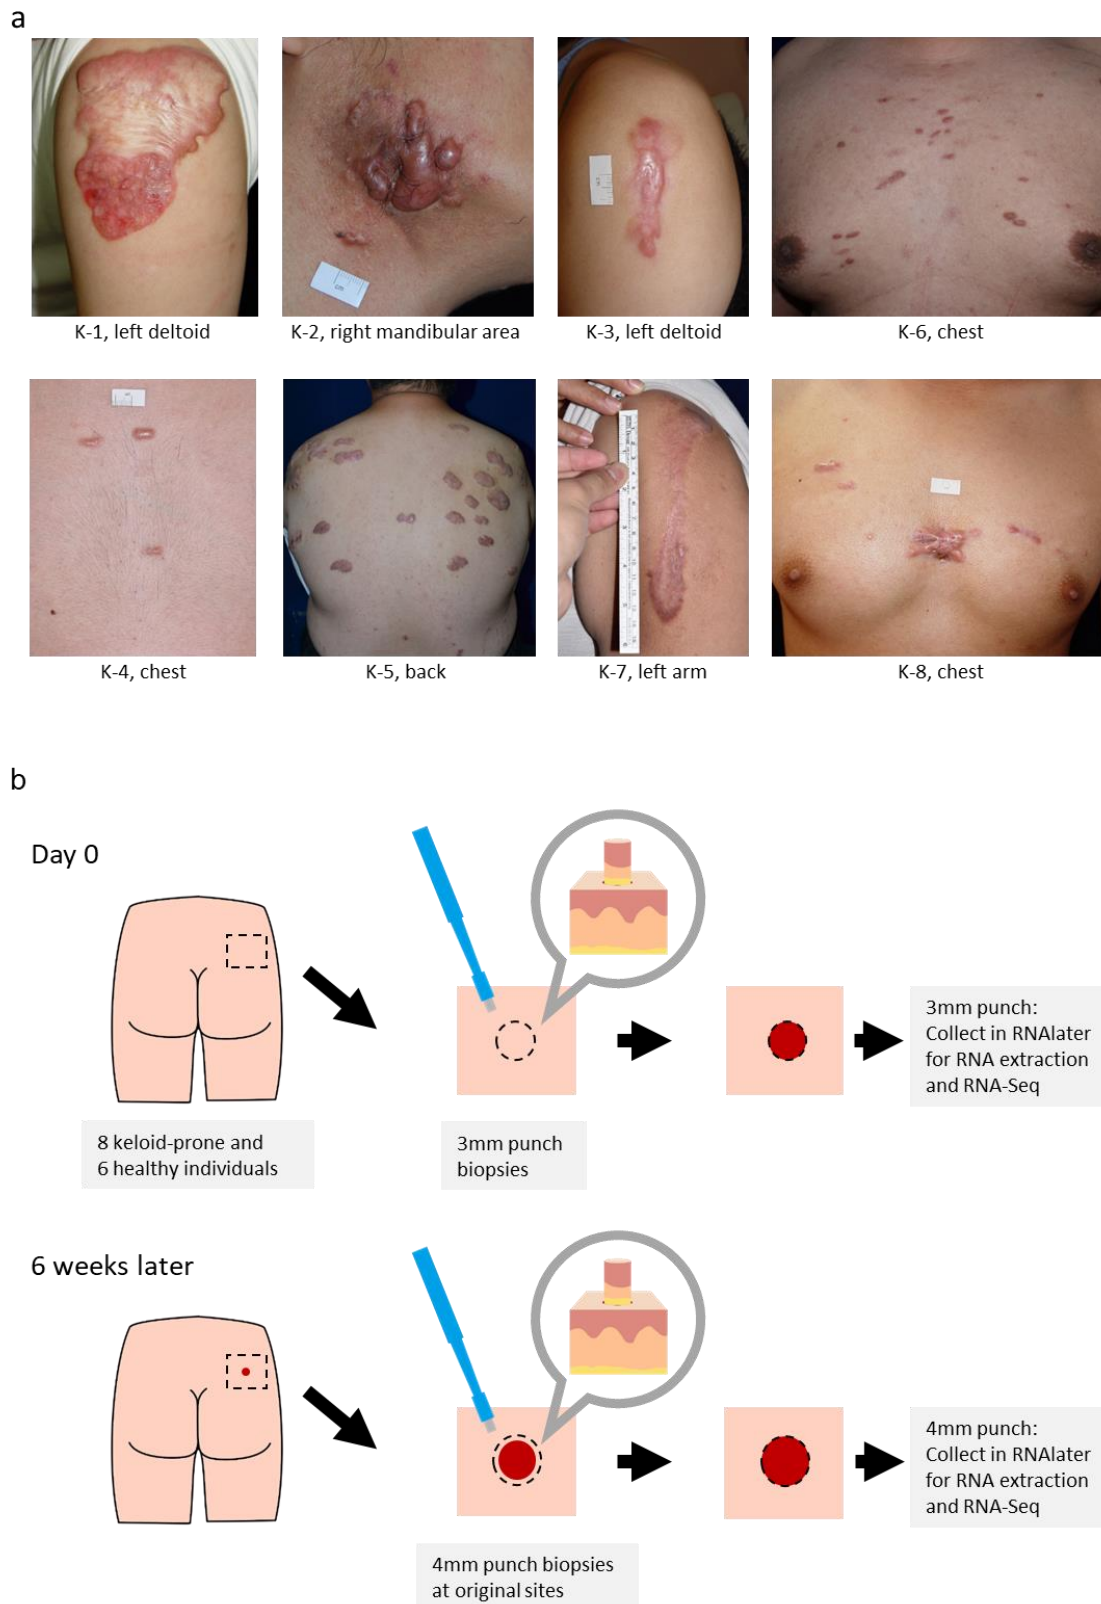 a
K-1, left deltoid
K-2, right mandibular area
K-3, left deltoid
K-6, chest
K-4, chest
K-5, back
K-7, left arm
K-8, chest
b
Day 0
8 keloid-prone and
6 healthy individuals
3mm punch
biopsies
3mm punch:
Collect in RNAlater
for RNA extraction
and RNA-Seq
6 weeks later
4mm punch biopsies
at original sites
4mm punch:
Collect in RNAlater
for RNA extraction
and RNA-Seq